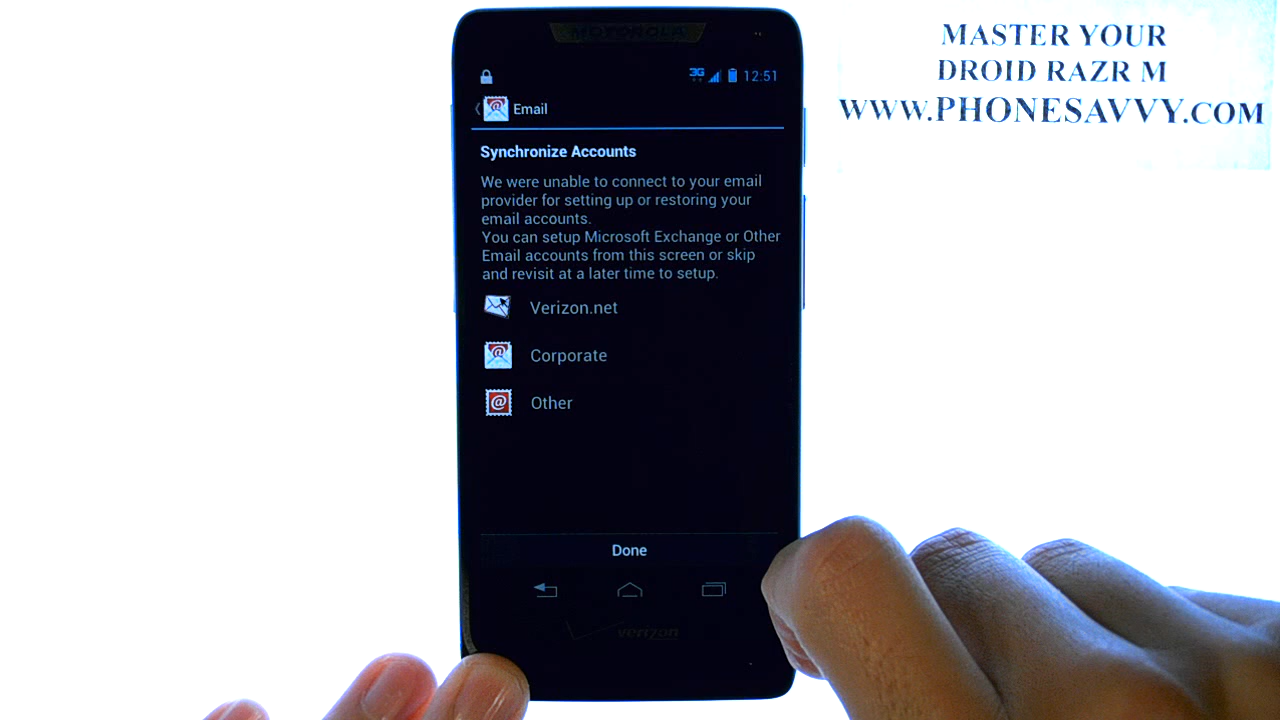 MOTOROLA
3G 12:51
Email
Synchronize Accounts
We were unable to connect to your email
provider for setting up or restoring your
email accounts.
You can setup Microsoft Exchange or Other
Email accounts from this screen or skip
and revisit at a later time to setup.
Verizon.net
Corporate
Other
Done
verizon
MASTER YOUR
DROID RAZR M
WWW.PHONESAVVY.COM